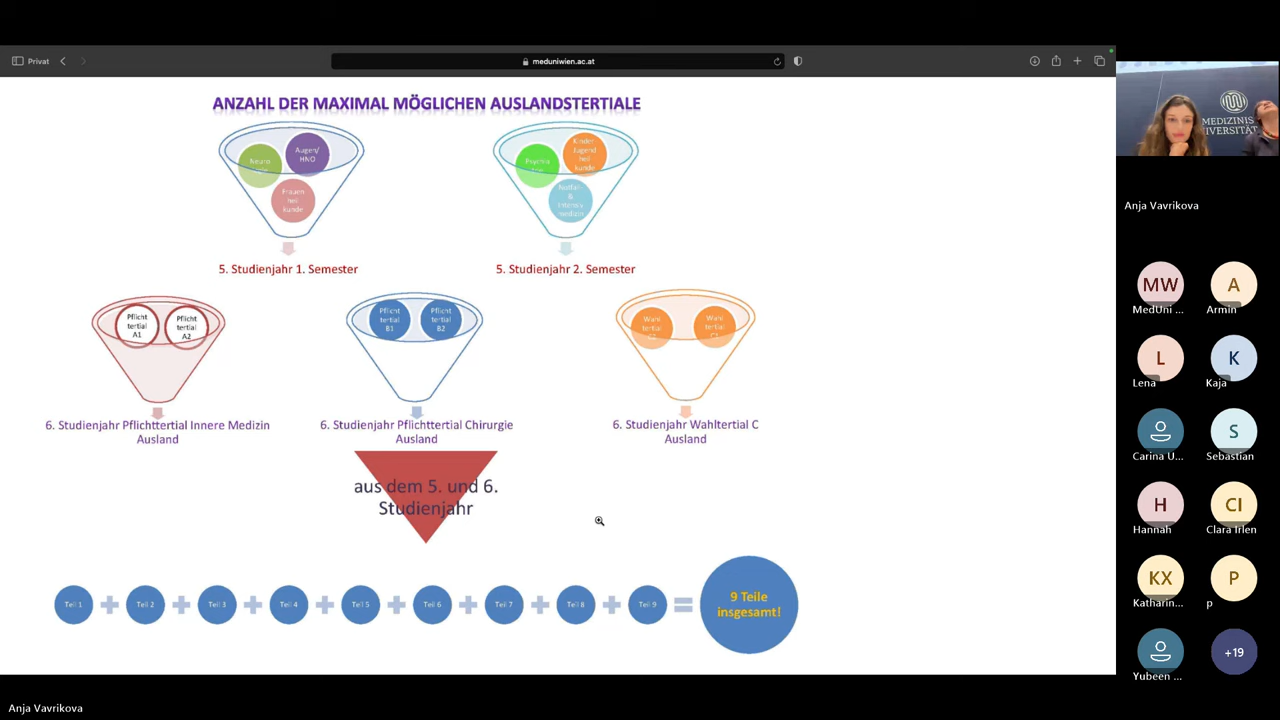 Privat
meduniwien.ac.at
ANZAHL DER MAXIMAL MÖGLICHEN AUSLANDSTERTIALE
Neuro
Augen/
HNO
Frauen
heil
kunde
Psychia
Kinder
Jugend
heil
kunde
Notfall-
&
Intensiv
medizin
5. Studienjahr 1. Semester
5. Studienjahr 2. Semester
Pflicht
tertial
A1
Pflicht
tertial
A2
Pflicht
tertial
B1
Pflicht
tertial
B2
Wahl
tertial
Wahl
tertial
6. Studienjahr Pflichttertial Innere Medizin
Ausland
6. Studienjahr Pflichttertial Chirurgie
Ausland
6. Studienjahr Wahltertial C
Ausland
aus dem 5. und 6.
Studienjahr
Teil 1
Teil 2
Teil 3
Teil 4
Teil 5
Teil 6
Teil 7
Teil 8
Teil 9
9 Teile
insgesamt!
MEDIZINIS
IVERSITÄT
Anja Vavrikova
MW
MedUni ...
A
Armin
L
Lena
K
Kaja
Carina U...
S
Sebastian
H
Hannah
CI
Clara Irlen
KX
Katharin...
P
p
Yubeen ...
+19
Anja Vavrikova